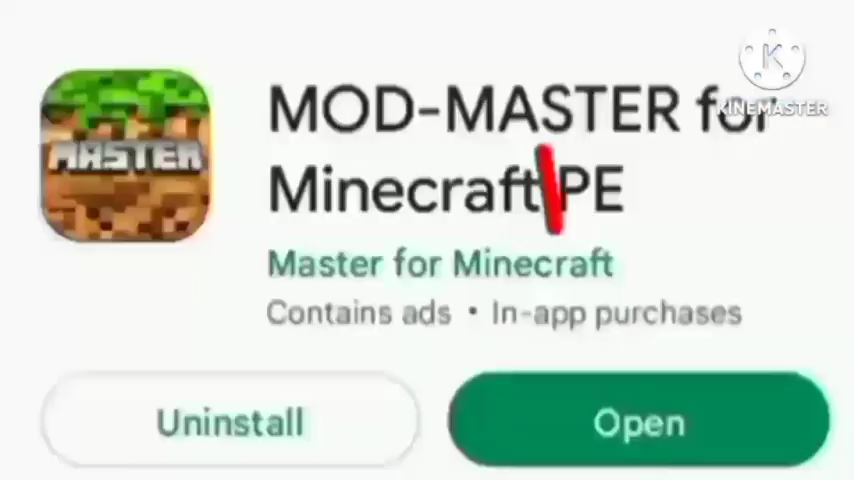 K
KINEMASTER
MOD-MASTER for
Minecraft PE
MASTER
Master for Minecraft
Contains ads • In-app purchases
Uninstall
Open